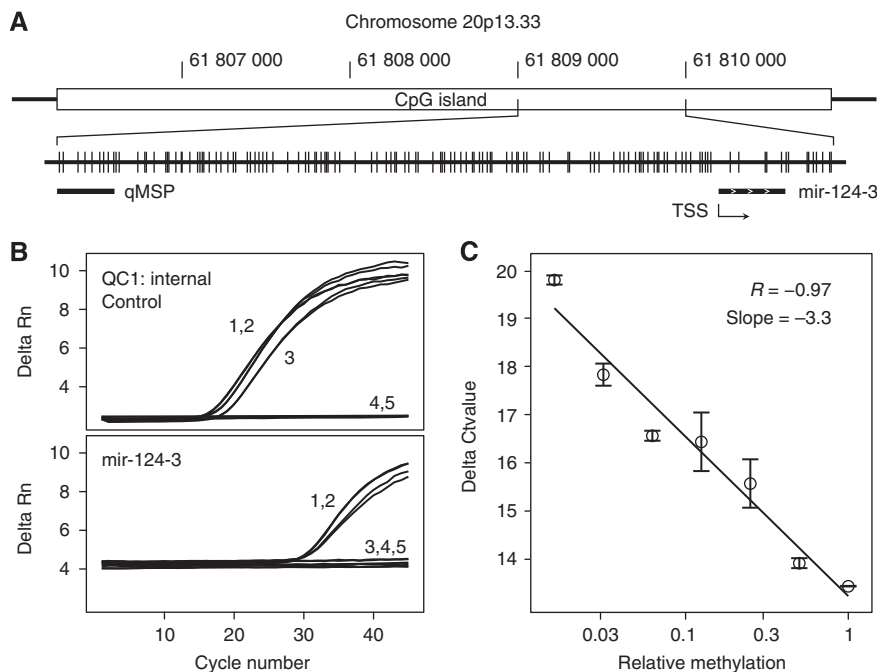 A
Chromosome 20p13.33
61 807 000 61 808 000 61 809 000 61 810 000
CpG island
qMSP
mir-124-3
TSS
B
QC1: internal
Control
1,2
3
4,5
10
8
6
4
Delta Rn
mir-124-3
1,2
3,4,5
10
8
6
4
Delta Rn
10 20 30 40
Cycle number
C
R = –0.97
Slope = –3.3
20
19
18
17
16
15
14
Delta Ctvalue
0.03 0.1 0.3 1
Relative methylation